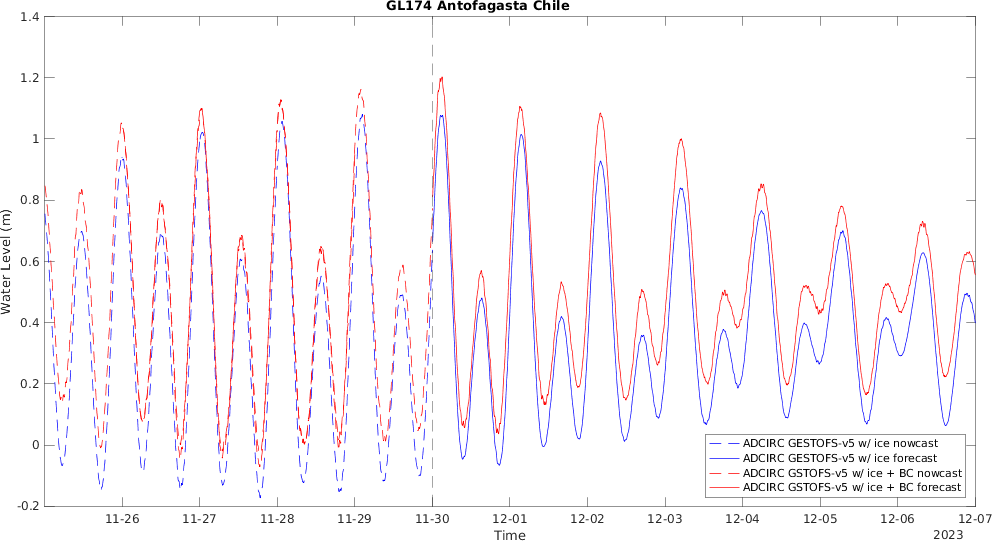 GL174 Antofagasta Chile
1.4
1.2
1
0.8
0.6
0.4
0.2
0
-0.2
Water Level (m)
ADCIRC GESTOFS-v5 w/ ice nowcast
ADCIRC GESTOFS-v5 w/ ice forecast
ADCIRC GSTOFS-v5 w/ ice + BC nowcast
ADCIRC GSTOFS-v5 w/ ice + BC forecast
11-26 11-27 11-28 11-29 11-30 12-01 12-02 12-03 12-04 12-05 12-06 12-07
Time 2023